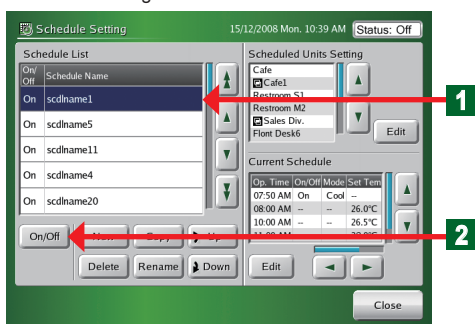 Schedule Setting
15/12/2008 Mon. 10:39 AM
Status: Off
Schedule List
On/
Off
Schedule Name
On scdlname1
On scdlname5
On scdlname11
On scdlname4
On scdlname20
On/Off
New
Copy
Up
Delete
Rename
Down
Scheduled Units Setting
Cafe
Cafe1
Restroom S1
Restroom M2
Sales Div.
Flont Desk6
Edit
Current Schedule
Op. Time On/Off Mode Set Tem
07:50 AM On Cool --
08:00 AM -- -- 26.0°C
10:00 AM -- -- 26.5°C
Edit
Close
1
2